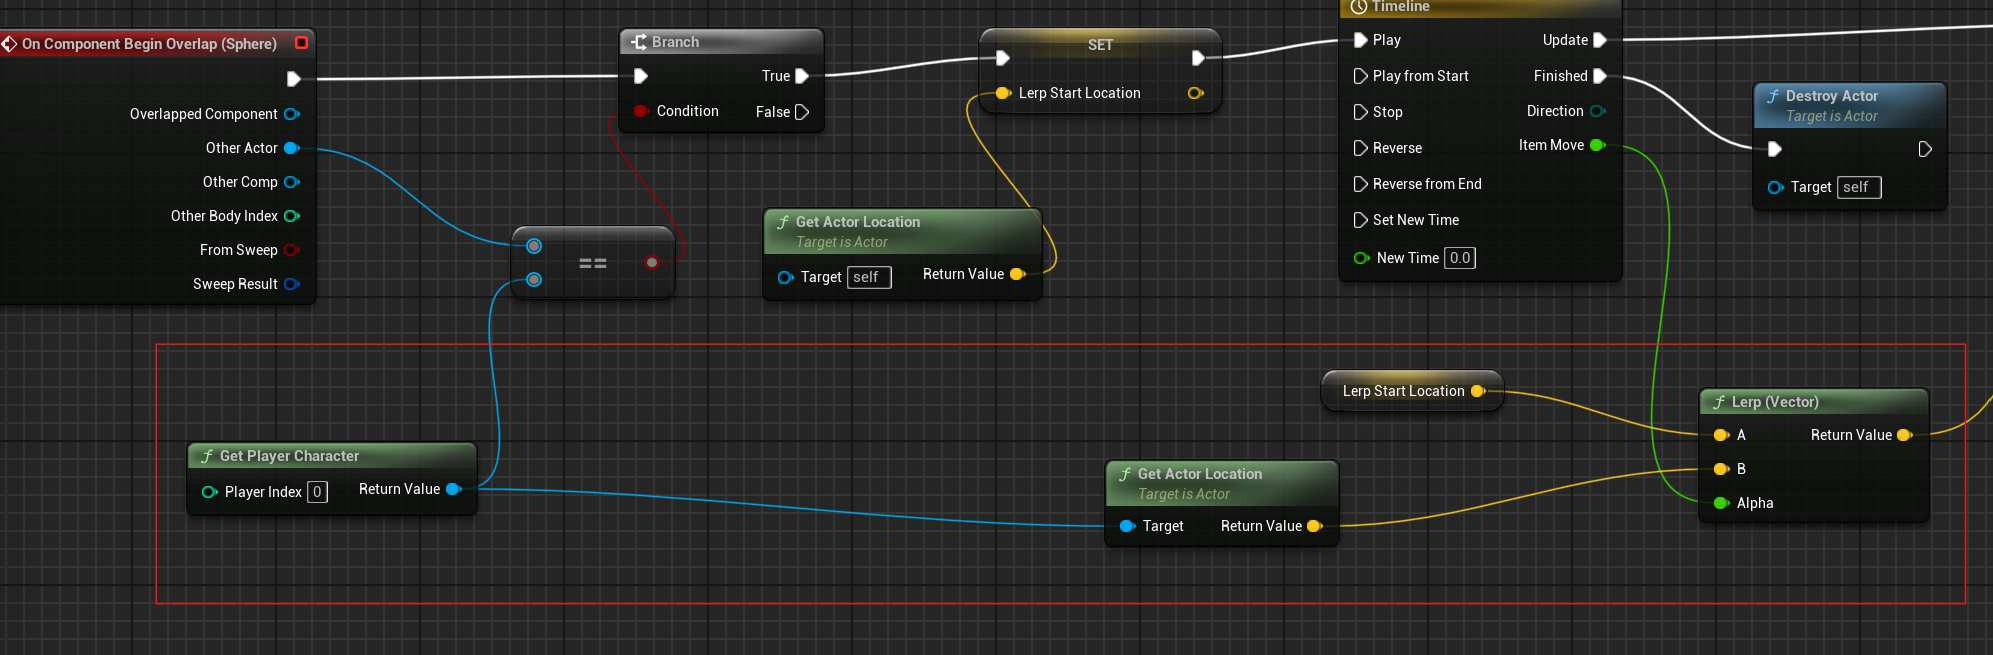 On Component Begin Overlap (Sphere)
Overlapped Component
Other Actor
Other Comp
Other Body Index
From Sweep
Sweep Result
Branch
True
Condition
False
==
SET
Lerp Start Location
Get Actor Location
Target is Actor
Target self
Return Value
Timeline
Play
Update
Play from Start
Finished
Stop
Direction
Reverse
Item Move
Reverse from End
Set New Time
New Time 0.0
Destroy Actor
Target is Actor
Target self
Get Player Character
Player Index 0
Return Value
Get Actor Location
Target is Actor
Target
Return Value
Lerp Start Location
Lerp (Vector)
A
Return Value
B
Alpha